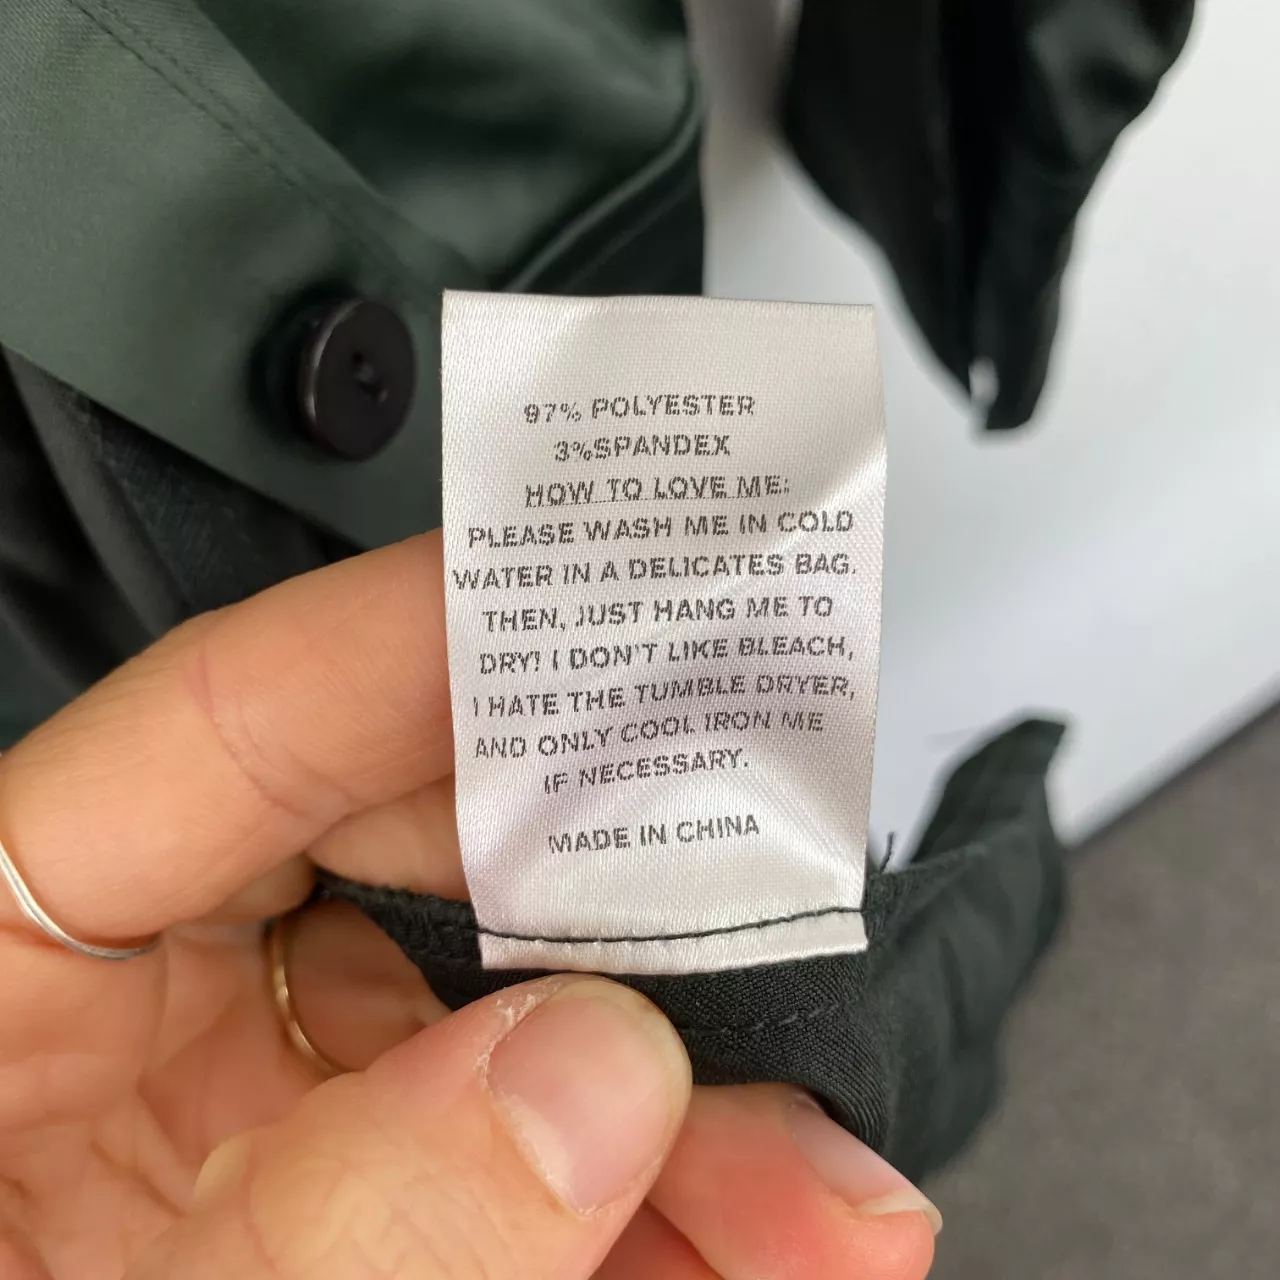 97% POLYESTER
3%SPANDEX
HOW TO LOVE ME:
PLEASE WASH ME IN COLD
WATER IN A DELICATES BAG.
THEN, JUST HANG ME TO
DRY! I DON'T LIKE BLEACH,
I HATE THE TUMBLE DRYER,
AND ONLY COOL IRON ME
IF NECESSARY.
MADE IN CHINA